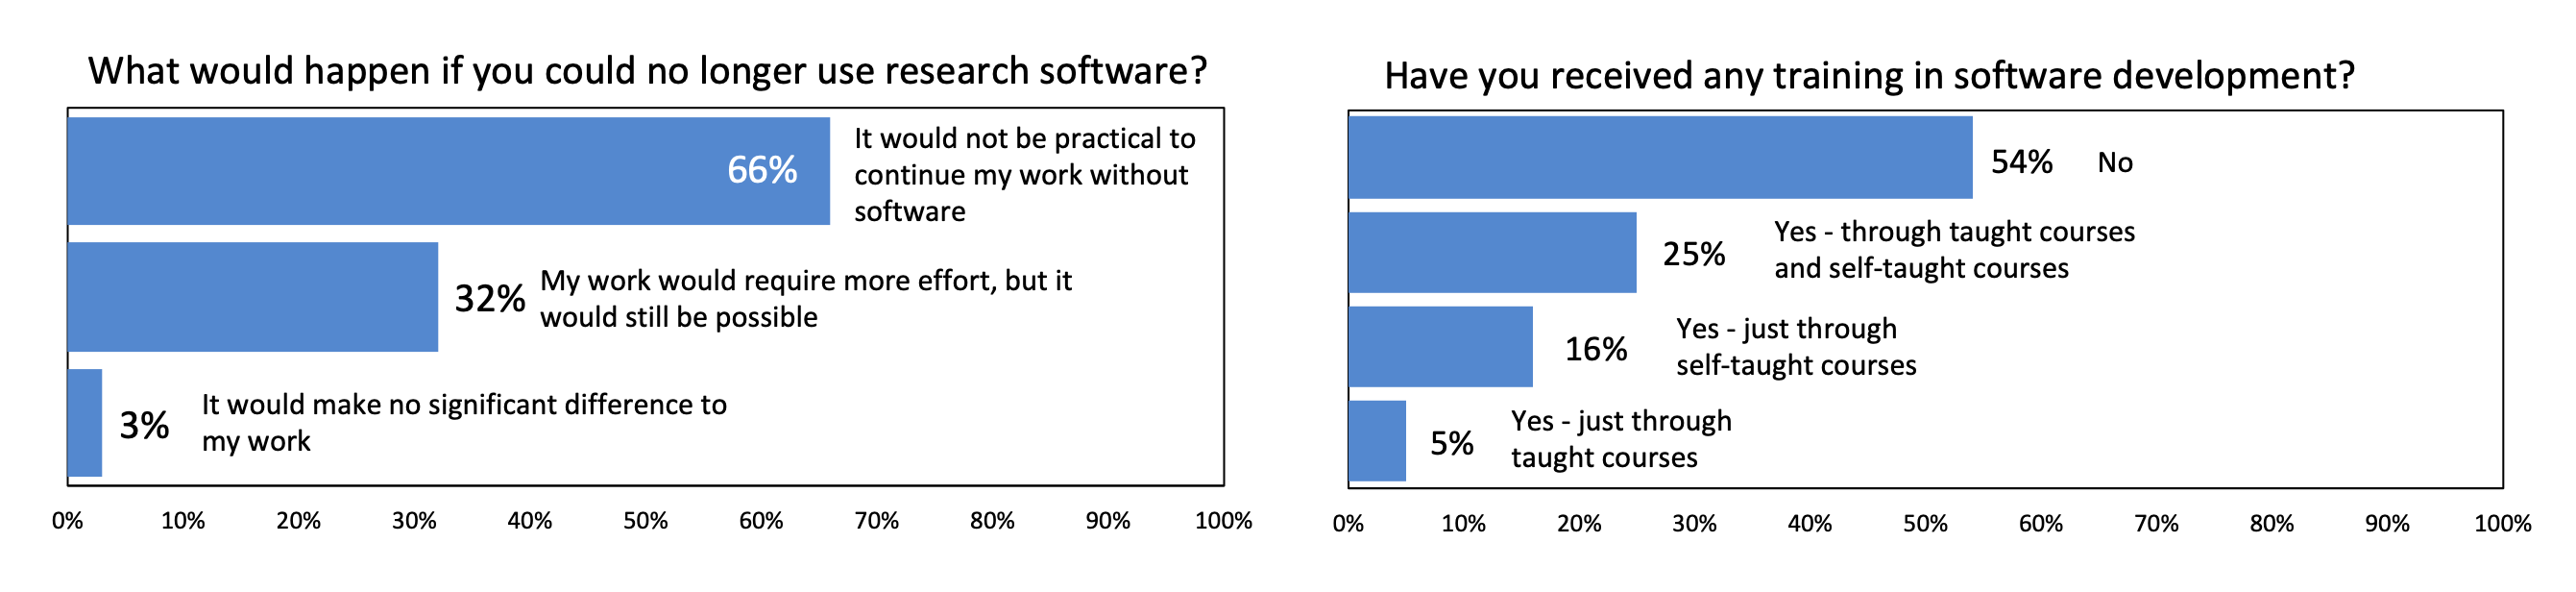 What would happen if you could no longer use research software?
66%
It would not be practical to
continue my work without
software
32%
My work would require more effort, but it
would still be possible
3%
It would make no significant difference to
my work
0% 10% 20% 30% 40% 50% 60% 70% 80% 90% 100%
Have you received any training in software development?
54% No
25%
Yes - through taught courses
and self-taught courses
16%
Yes - just through
self-taught courses
5%
Yes - just through
taught courses
0% 10% 20% 30% 40% 50% 60% 70% 80% 90% 100%